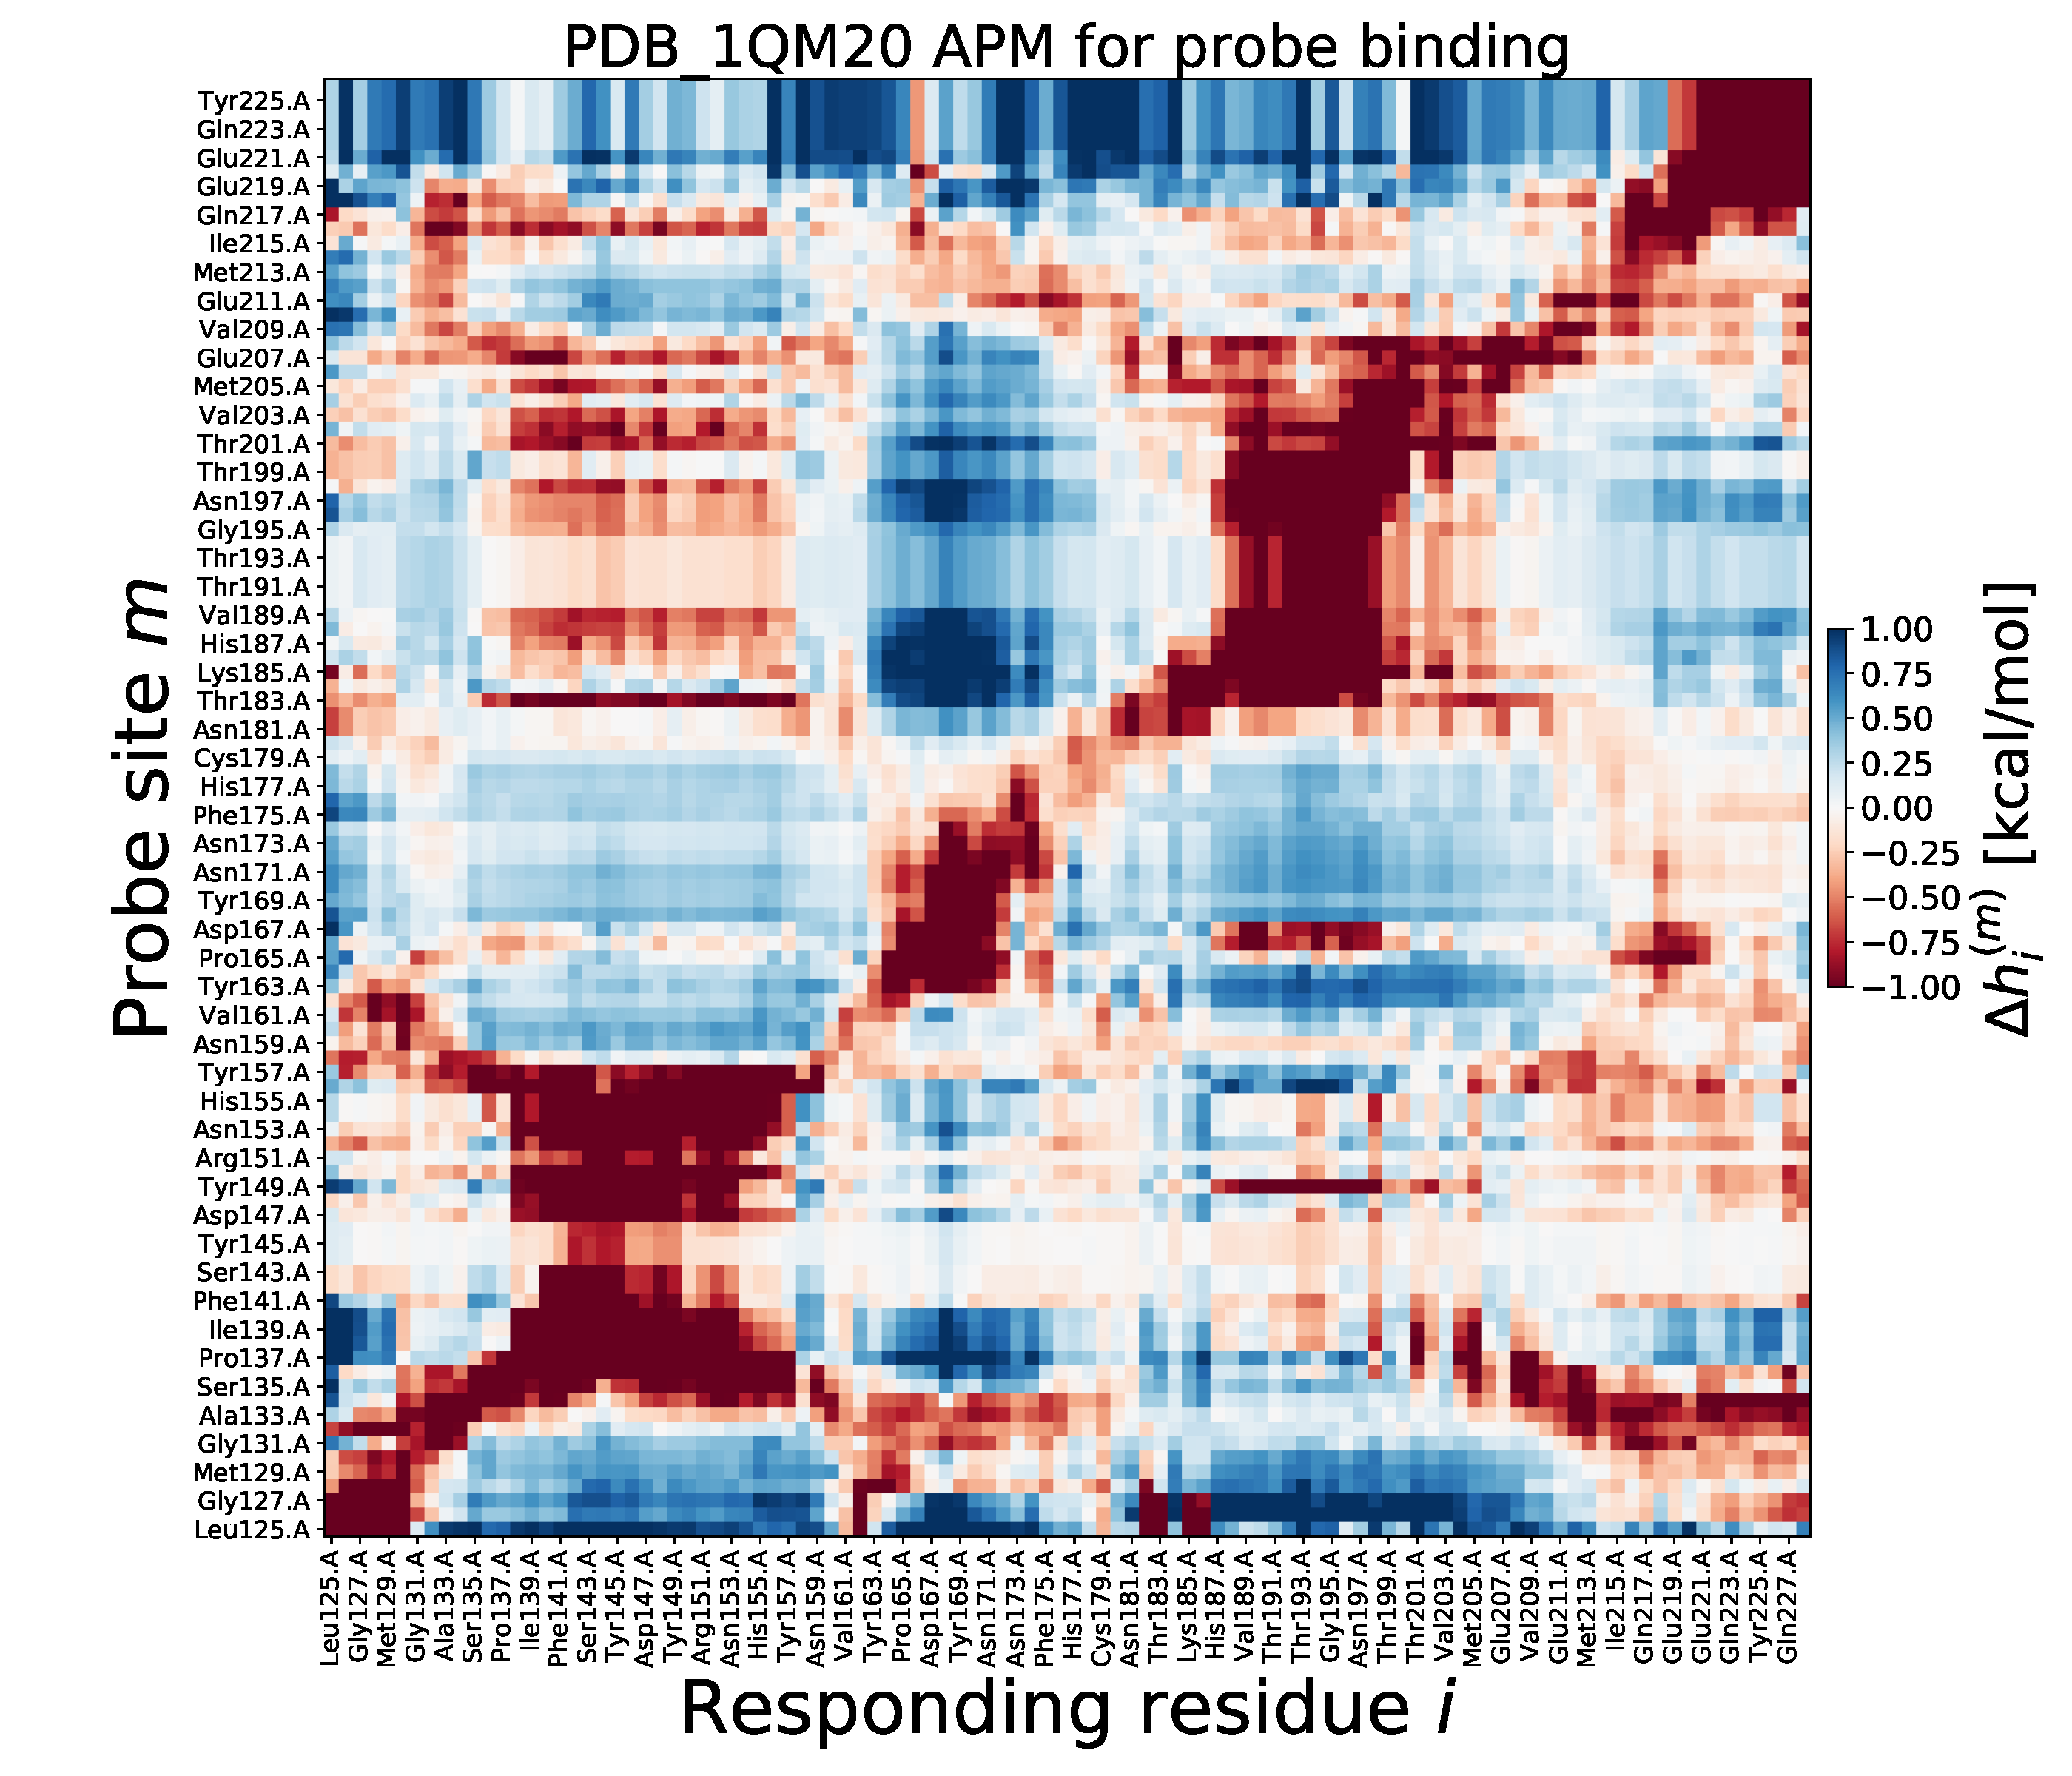 PDB_1QM20 APM for probe binding
Probe site m
Tyr225.A
Gln223.A
Glu221.A
Glu219.A
Gln217.A
Ile215.A
Met213.A
Glu211.A
Val209.A
Glu207.A
Met205.A
Val203.A
Thr201.A
Thr199.A
Asn197.A
Gly195.A
Thr193.A
Thr191.A
Val189.A
His187.A
Lys185.A
Thr183.A
Asn181.A
Cys179.A
His177.A
Phe175.A
Asn173.A
Asn171.A
Tyr169.A
Asp167.A
Pro165.A
Tyr163.A
Val161.A
Asn159.A
Tyr157.A
His155.A
Asn153.A
Arg151.A
Tyr149.A
Asp147.A
Tyr145.A
Ser143.A
Phe141.A
Ile139.A
Pro137.A
Ser135.A
Ala133.A
Gly131.A
Met129.A
Gly127.A
Leu125.A
Leu125.A
Gly127.A
Met129.A
Gly131.A
Ala133.A
Ser135.A
Pro137.A
Ile139.A
Phe141.A
Ser143.A
Tyr145.A
Asp147.A
Tyr149.A
Arg151.A
Asn153.A
His155.A
Tyr157.A
Asn159.A
Val161.A
Tyr163.A
Pro165.A
Asp167.A
Tyr169.A
Asn171.A
Asn173.A
Phe175.A
His177.A
Cys179.A
Asn181.A
Thr183.A
Lys185.A
His187.A
Val189.A
Thr191.A
Thr193.A
Gly195.A
Asn197.A
Thr199.A
Thr201.A
Val203.A
Met205.A
Glu207.A
Val209.A
Glu211.A
Met213.A
Ile215.A
Gln217.A
Glu219.A
Glu221.A
Gln223.A
Tyr225.A
Gln227.A
Responding residue i
1.00
0.75
0.50
0.25
0.00
−0.25
−0.50
−0.75
−1.00
Δh_i^(m) [kcal/mol]